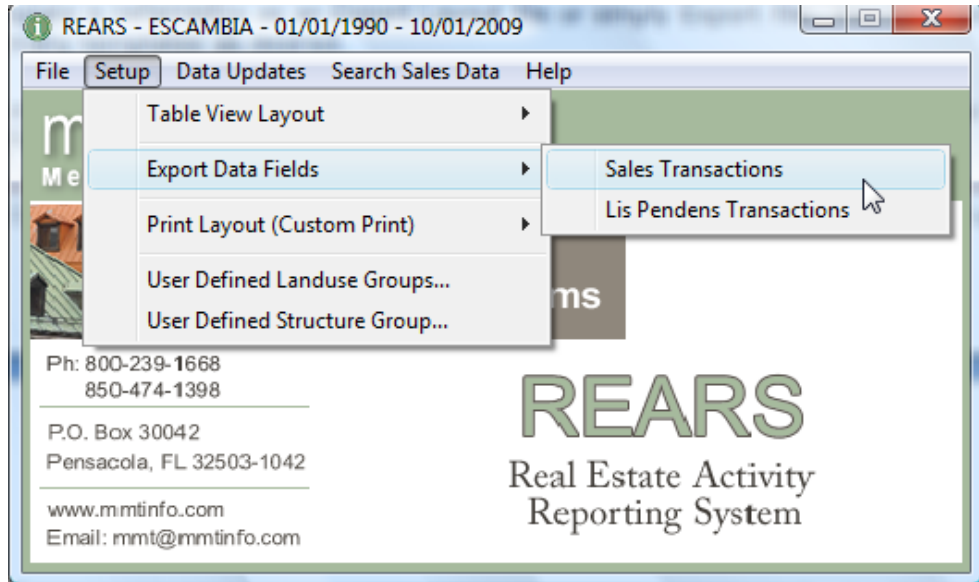 REARS - ESCAMBIA - 01/01/1990 - 10/01/2009
File Setup Data Updates Search Sales Data Help
Table View Layout
Export Data Fields
Print Layout (Custom Print)
User Defined Landuse Groups...
User Defined Structure Group...
Sales Transactions
Lis Pendens Transactions
m
Me
ms
Ph: 800-239-1668
850-474-1398
P.O. Box 30042
Pensacola, FL 32503-1042
www.mmtinfo.com
Email: mmt@mmtinfo.com
REARS
Real Estate Activity
Reporting System